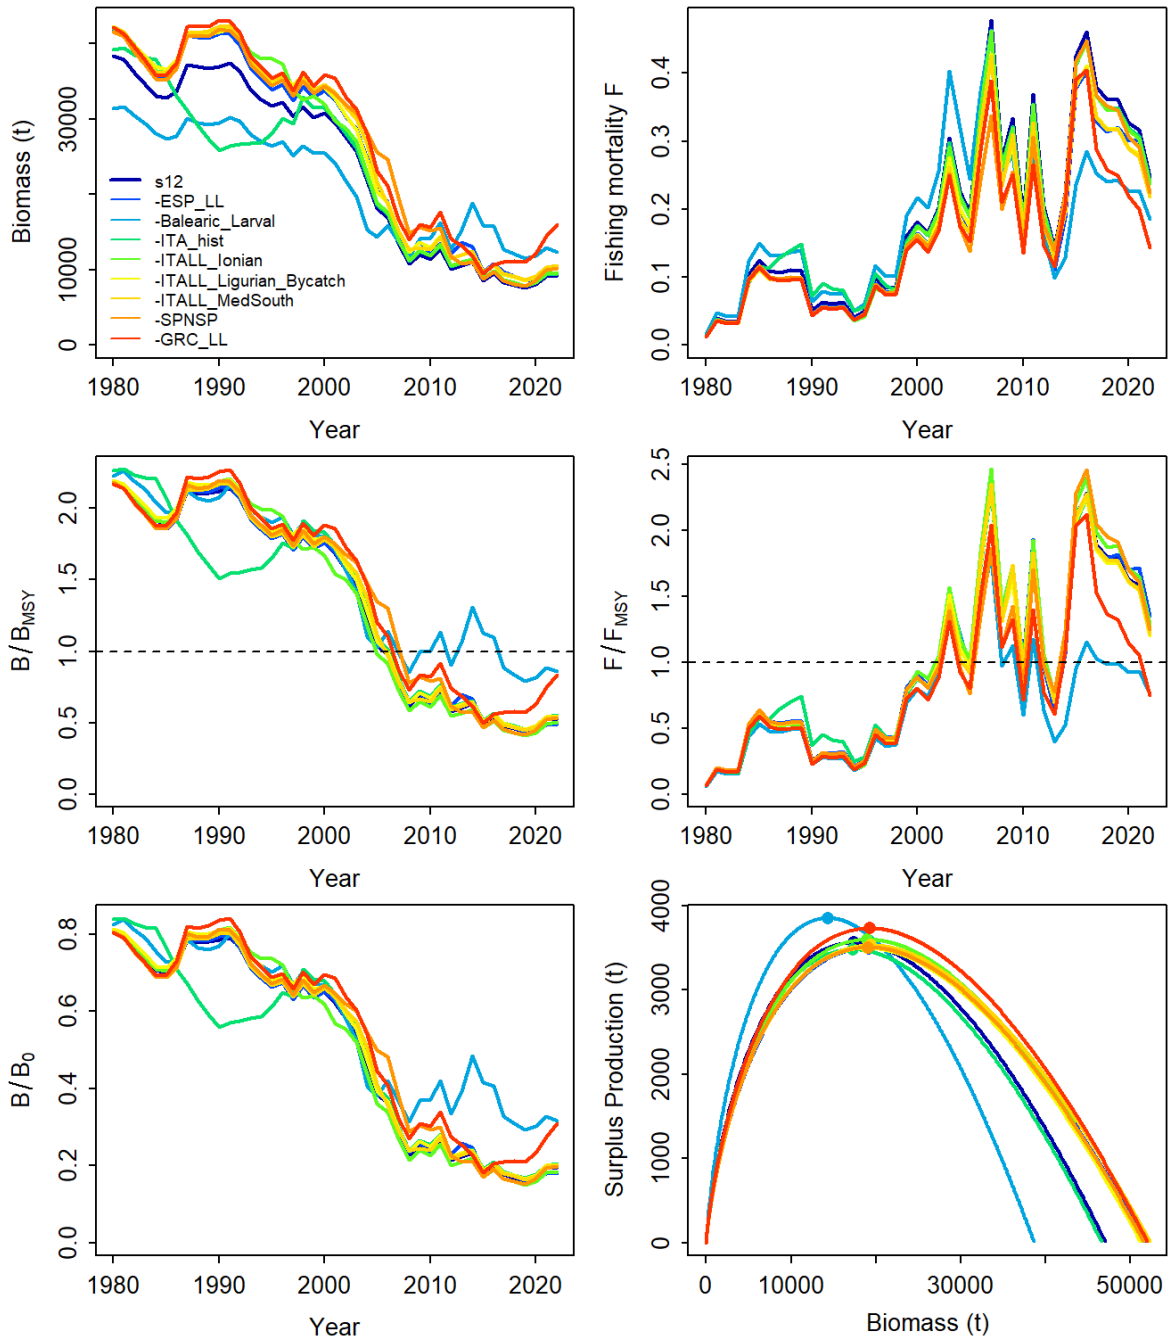 Biomass (t)
0
10000
30000
s12
-ESP_LL
-Balearic_Larval
-ITA_hist
-ITALL_Ionian
-ITALL_Ligurian_Bycatch
-ITALL_MedSouth
-SPNSP
-GRC_LL
1980 1990 2000 2010 2020
Year
Fishing mortality F
0.0 0.1 0.2 0.3 0.4
1980 1990 2000 2010 2020
Year
B/BMSY
0.0 0.5 1.0 1.5 2.0
1980 1990 2000 2010 2020
Year
F/FMSY
0.0 0.5 1.0 1.5 2.0 2.5
1980 1990 2000 2010 2020
Year
B/B0
0.0 0.2 0.4 0.6 0.8
1980 1990 2000 2010 2020
Year
Surplus Production (t)
0 1000 2000 3000 4000
0 10000 30000 50000
Biomass (t)